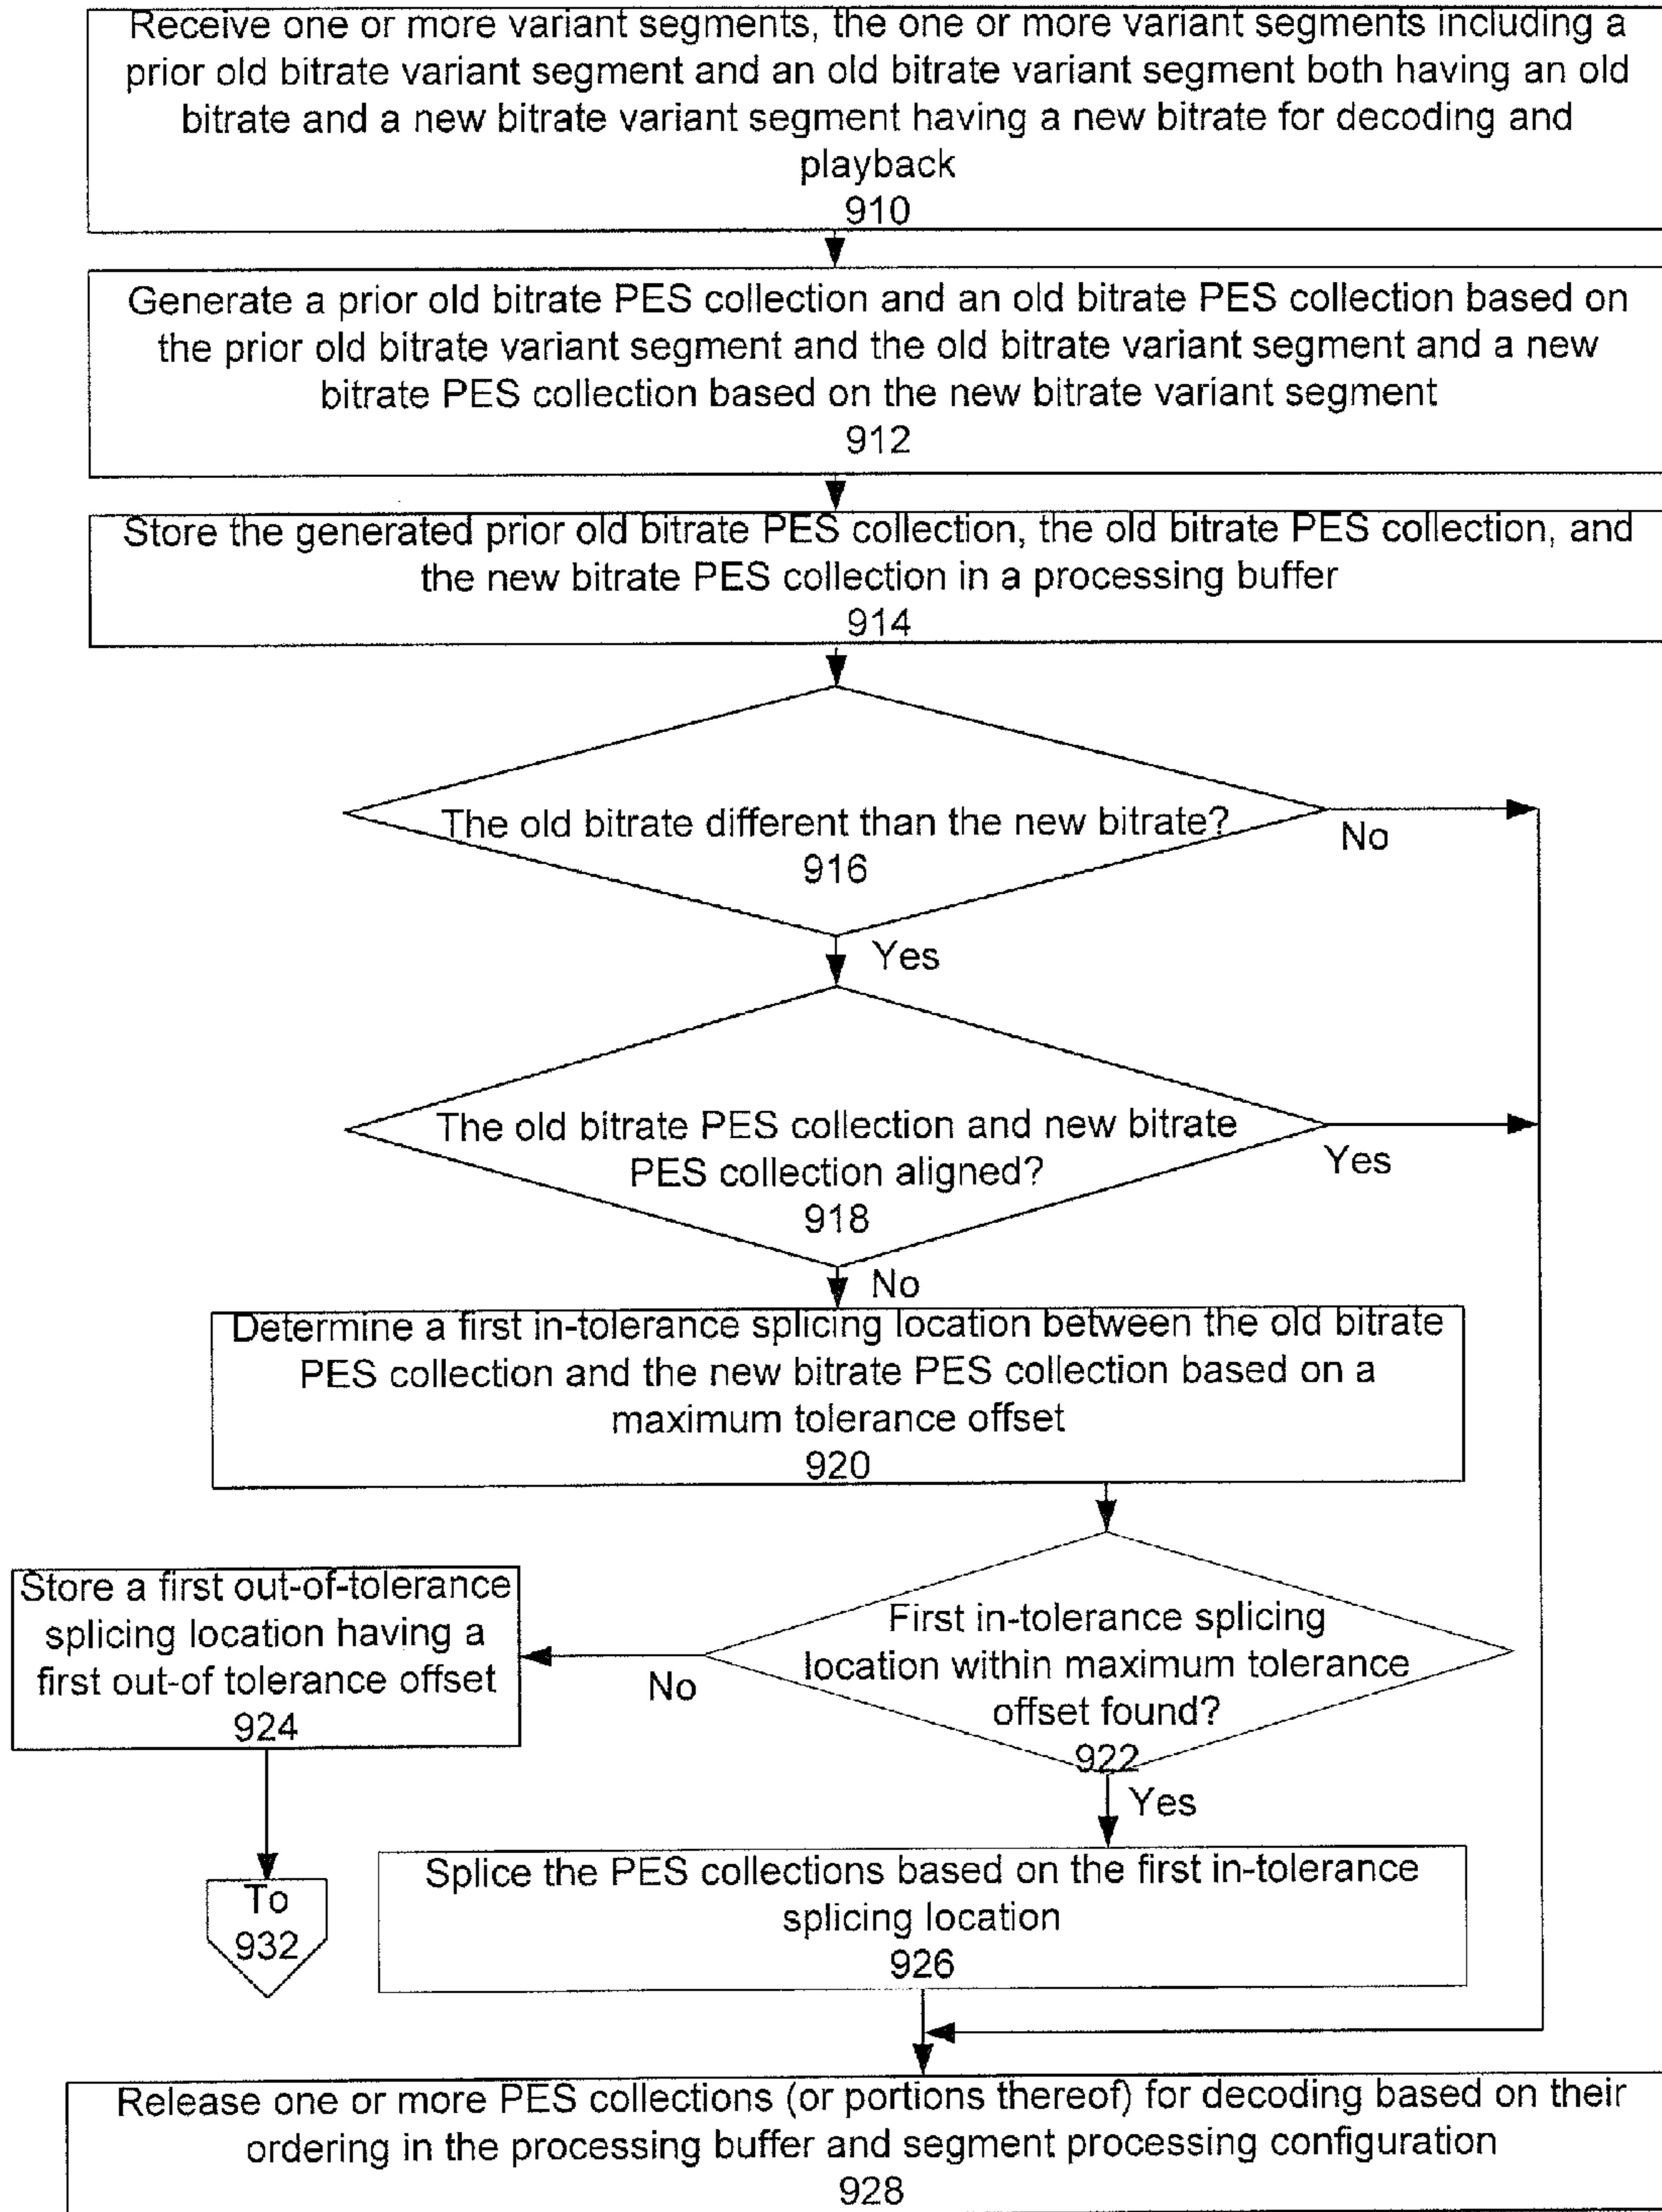 Receive one or more variant segments, the one or more variant segments including a
prior old bitrate variant segment and an old bitrate variant segment both having an old
bitrate and a new bitrate variant segment having a new bitrate for decoding and
playback
910
Generate a prior old bitrate PES collection and an old bitrate PES collection based on
the prior old bitrate variant segment and the old bitrate variant segment and a new
bitrate PES collection based on the new bitrate variant segment
912
Store the generated prior old bitrate PES collection, the old bitrate PES collection, and
the new bitrate PES collection in a processing buffer
914
The old bitrate different than the new bitrate?
916
No
Yes
The old bitrate PES collection and new bitrate
PES collection aligned?
918
Yes
No
Determine a first in-tolerance splicing location between the old bitrate
PES collection and the new bitrate PES collection based on a
maximum tolerance offset
920
First in-tolerance splicing
location within maximum tolerance
offset found?
922
No
Store a first out-of-tolerance
splicing location having a
first out-of tolerance offset
924
To
932
Yes
Splice the PES collections based on the first in-tolerance
splicing location
926
Release one or more PES collections (or portions thereof) for decoding based on their
ordering in the processing buffer and segment processing configuration
928